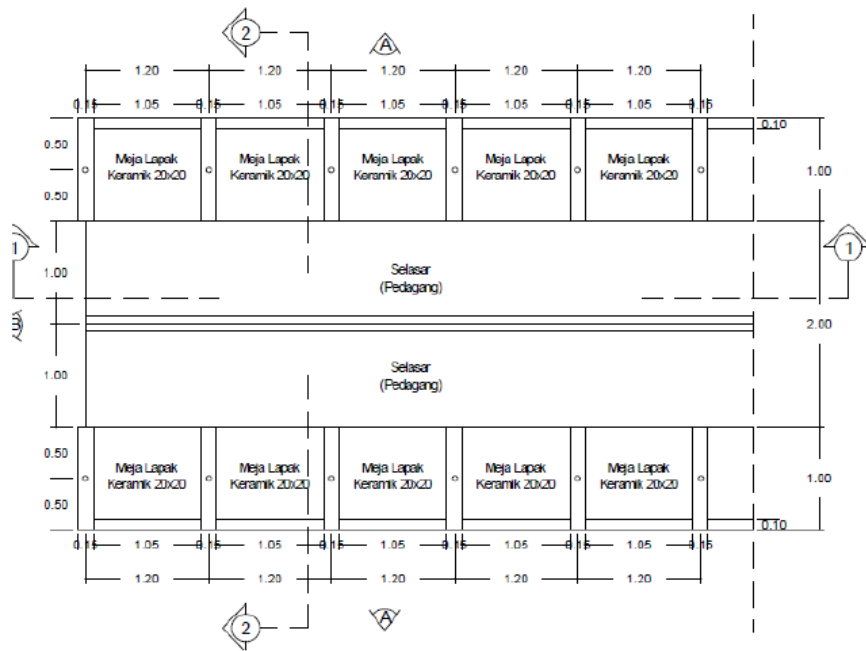 2
A
1.20 1.20 1.20 1.20 1.20
0.15 1.05 0.15 1.05 0.15 1.05 0.15 1.05 0.15 1.05 0.15
0.10
0.50
Meja Lapak Meja Lapak Meja Lapak Meja Lapak Meja Lapak
Keramik 20x20 Keramik 20x20 Keramik 20x20 Keramik 20x20 Keramik 20x20
1.00
0.50
1 1
1.00
Selasar
(Pedagang)
B
2.00
1.00
Selasar
(Pedagang)
0.50
Meja Lapak Meja Lapak Meja Lapak Meja Lapak Meja Lapak
Keramik 20x20 Keramik 20x20 Keramik 20x20 Keramik 20x20 Keramik 20x20
1.00
0.50
0.10
0.15 1.05 0.15 1.05 0.15 1.05 0.15 1.05 0.15 1.05 0.15
1.20 1.20 1.20 1.20 1.20
A
2